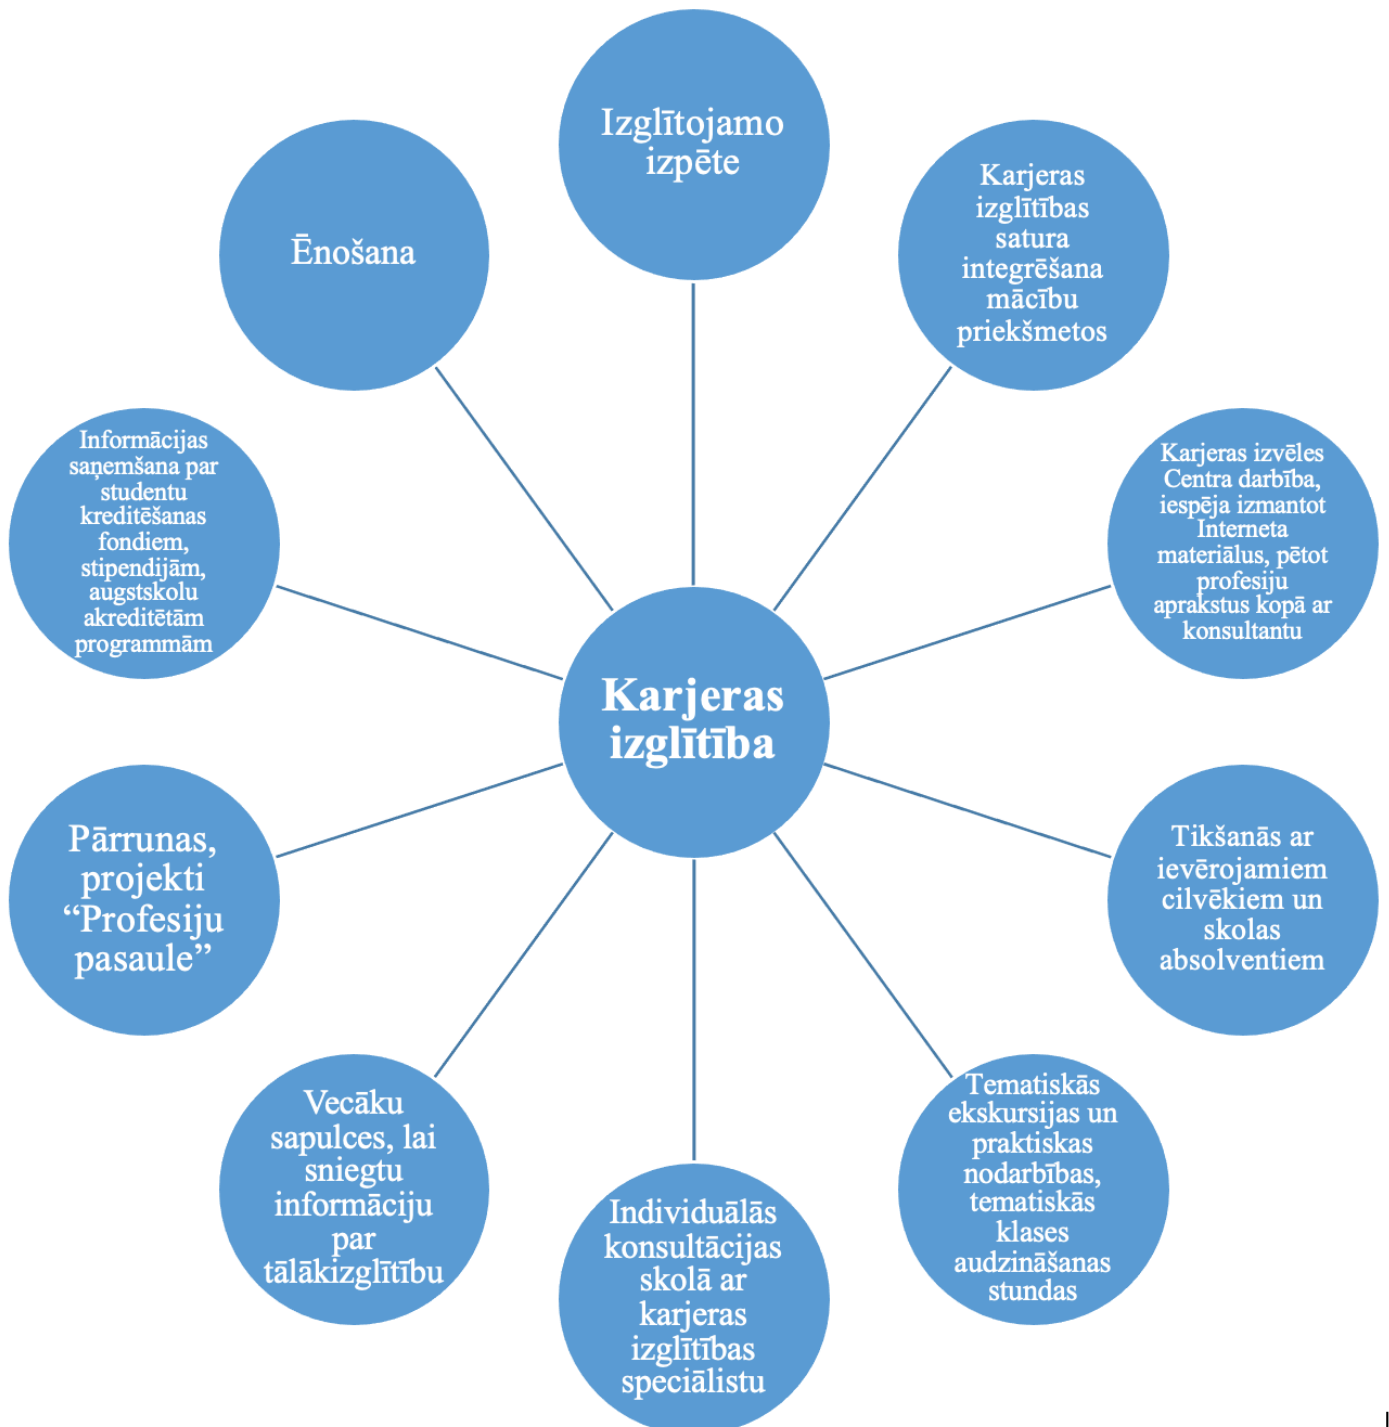 Izglītojamo
izpēte
Karjeras
izglītības
satura
integrēšana
mācību
priekšmetos
Karjeras izvēles
Centra darbība,
iespēja izmantot
Interneta
materiālus, pētot
profesiju
aprakstus kopā ar
konsultantu
Tikšanās ar
ievērojamiem
cilvēkiem un
skolas
absolventiem
Tematiskās
ekskursijas un
praktiskas
nodarbības,
tematiskās
klases
audzināšanas
stundas
Individuālās
konsultācijas
skolā ar
karjeras
izglītības
speciālistu
Vecāku
sapulces, lai
sniegtu
informāciju
par
tālākizglītību
Pārrunas,
projekti
“Profesiju
pasaule”
Informācijas
saņemšana par
studentu
kreditēšanas
fondiem,
stipendijām,
augstskolu
akreditētām
programmām
Ēnošana
Karjeras
izglītība